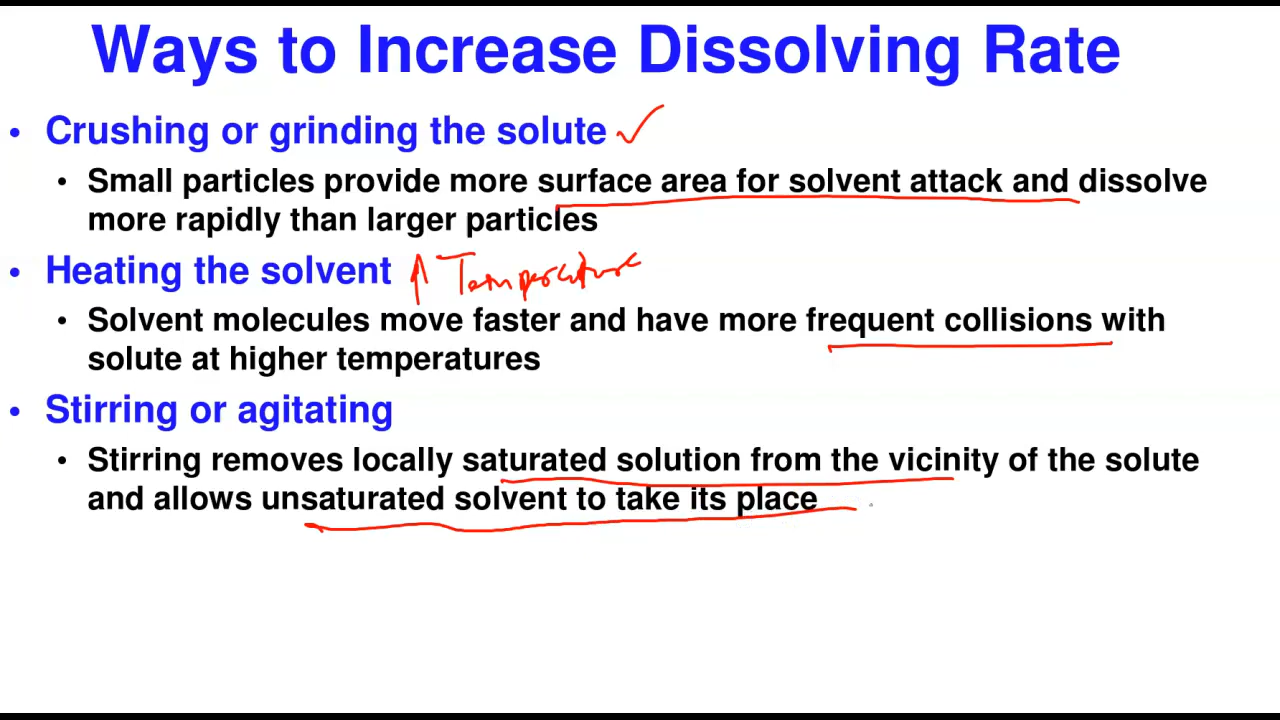 Ways to Increase Dissolving Rate
• Crushing or grinding the solute ✓
• Small particles provide more surface area for solvent attack and dissolve
more rapidly than larger particles
• Heating the solvent ↑ Temperature
• Solvent molecules move faster and have more frequent collisions with
solute at higher temperatures
• Stirring or agitating
• Stirring removes locally saturated solution from the vicinity of the solute
and allows unsaturated solvent to take its place